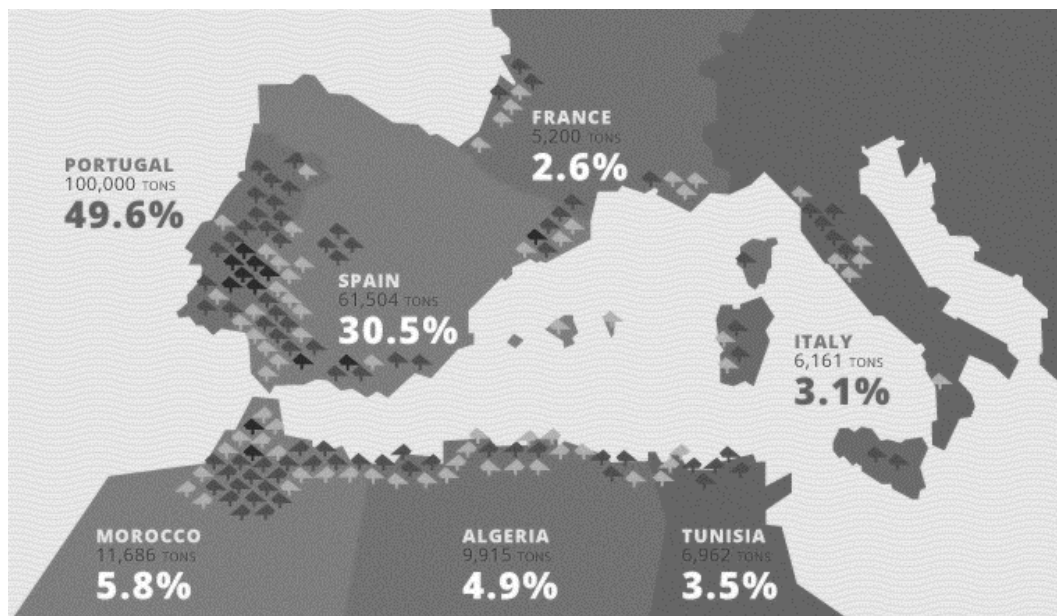 FRANCE
5,200 TONS
2.6%
PORTUGAL
100,000 TONS
49.6%
SPAIN
61,504 TONS
30.5%
ITALY
6,161 TONS
3.1%
MOROCCO
11,686 TONS
5.8%
ALGERIA
9,915 TONS
4.9%
TUNISIA
6,962 TONS
3.5%